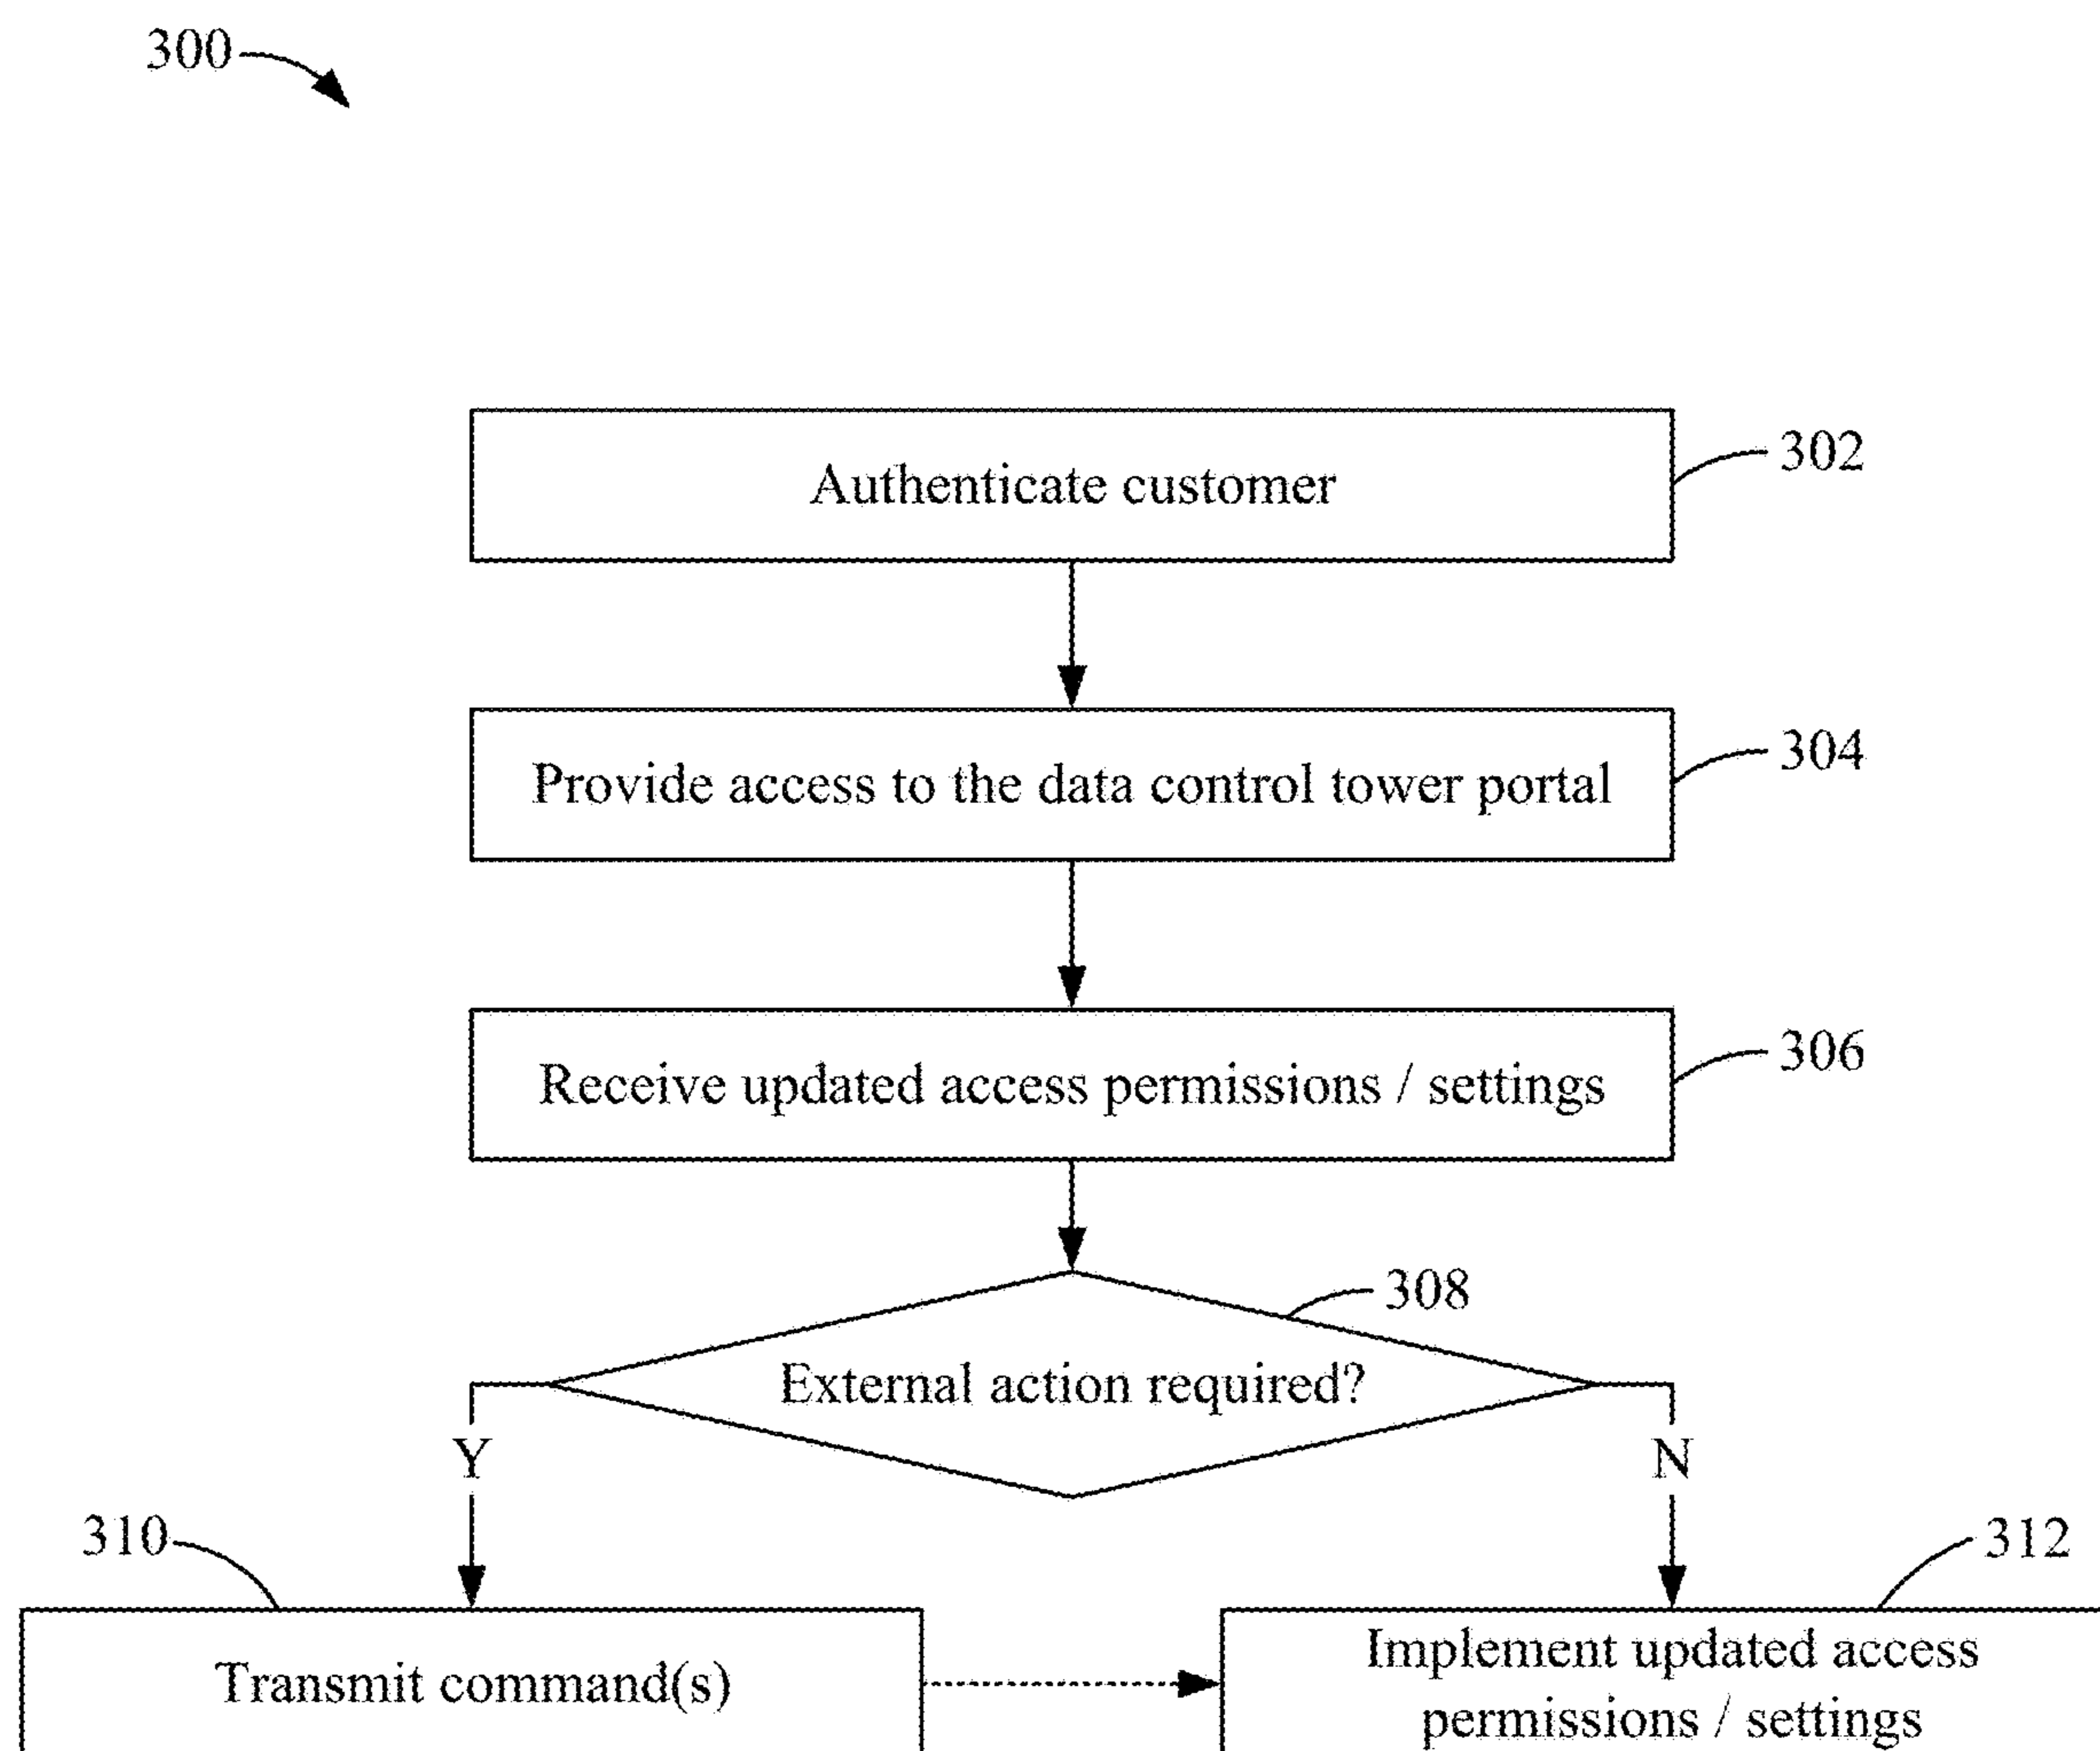 300
Authenticate customer
302
Provide access to the data control tower portal
304
Receive updated access permissions / settings
306
308
External action required?
Y
N
310
312
Transmit command(s)
Implement updated access
permissions / settings